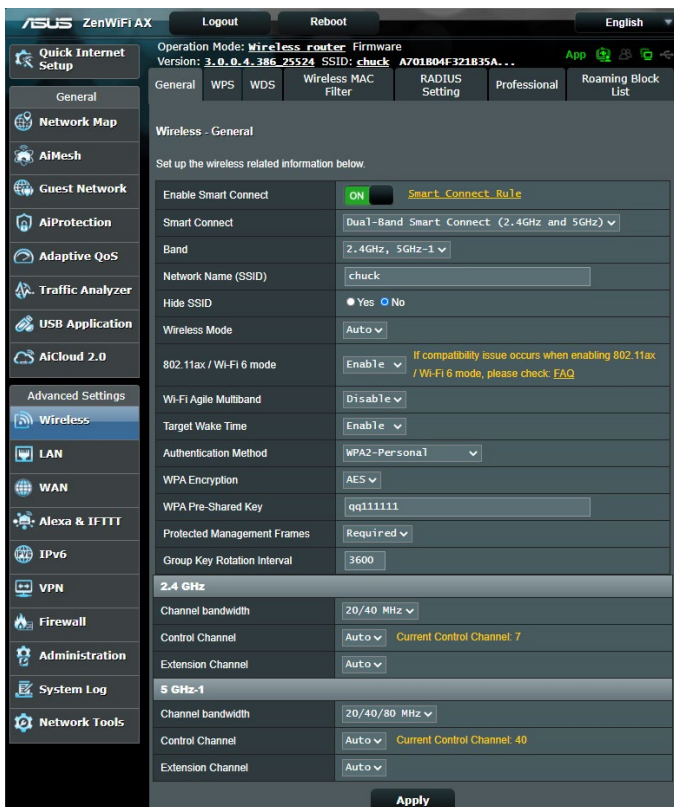 ASUS ZenWiFi AX Logout Reboot English
Quick Internet Setup
Operation Mode: Wireless router Firmware
Version: 3.0.0.4.386_25524 SSID: chuck A701B04F321B35A...
App
General
Network Map
AiMesh
Guest Network
AiProtection
Adaptive QoS
Traffic Analyzer
USB Application
AiCloud 2.0
Advanced Settings
Wireless
LAN
WAN
Alexa & IFTTT
IPv6
VPN
Firewall
Administration
System Log
Network Tools
General WPS WDS Wireless MAC Filter RADIUS Setting Professional Roaming Block List
Wireless - General
Set up the wireless related information below.
Enable Smart Connect ON Smart Connect Rule
Smart Connect Dual-Band Smart Connect (2.4GHz and 5GHz)
Band 2.4GHz, 5GHz-1
Network Name (SSID) chuck
Hide SSID Yes No
Wireless Mode Auto
802.11ax / Wi-Fi 6 mode Enable If compatibility issue occurs when enabling 802.11ax
/ Wi-Fi 6 mode, please check: FAQ
Wi-Fi Agile Multiband Disable
Target Wake Time Enable
Authentication Method WPA2-Personal
WPA Encryption AES
WPA Pre-Shared Key qq111111
Protected Management Frames Required
Group Key Rotation Interval 3600
2.4 GHz
Channel bandwidth 20/40 MHz
Control Channel Auto Current Control Channel: 7
Extension Channel Auto
5 GHz-1
Channel bandwidth 20/40/80 MHz
Control Channel Auto Current Control Channel: 40
Extension Channel Auto
Apply